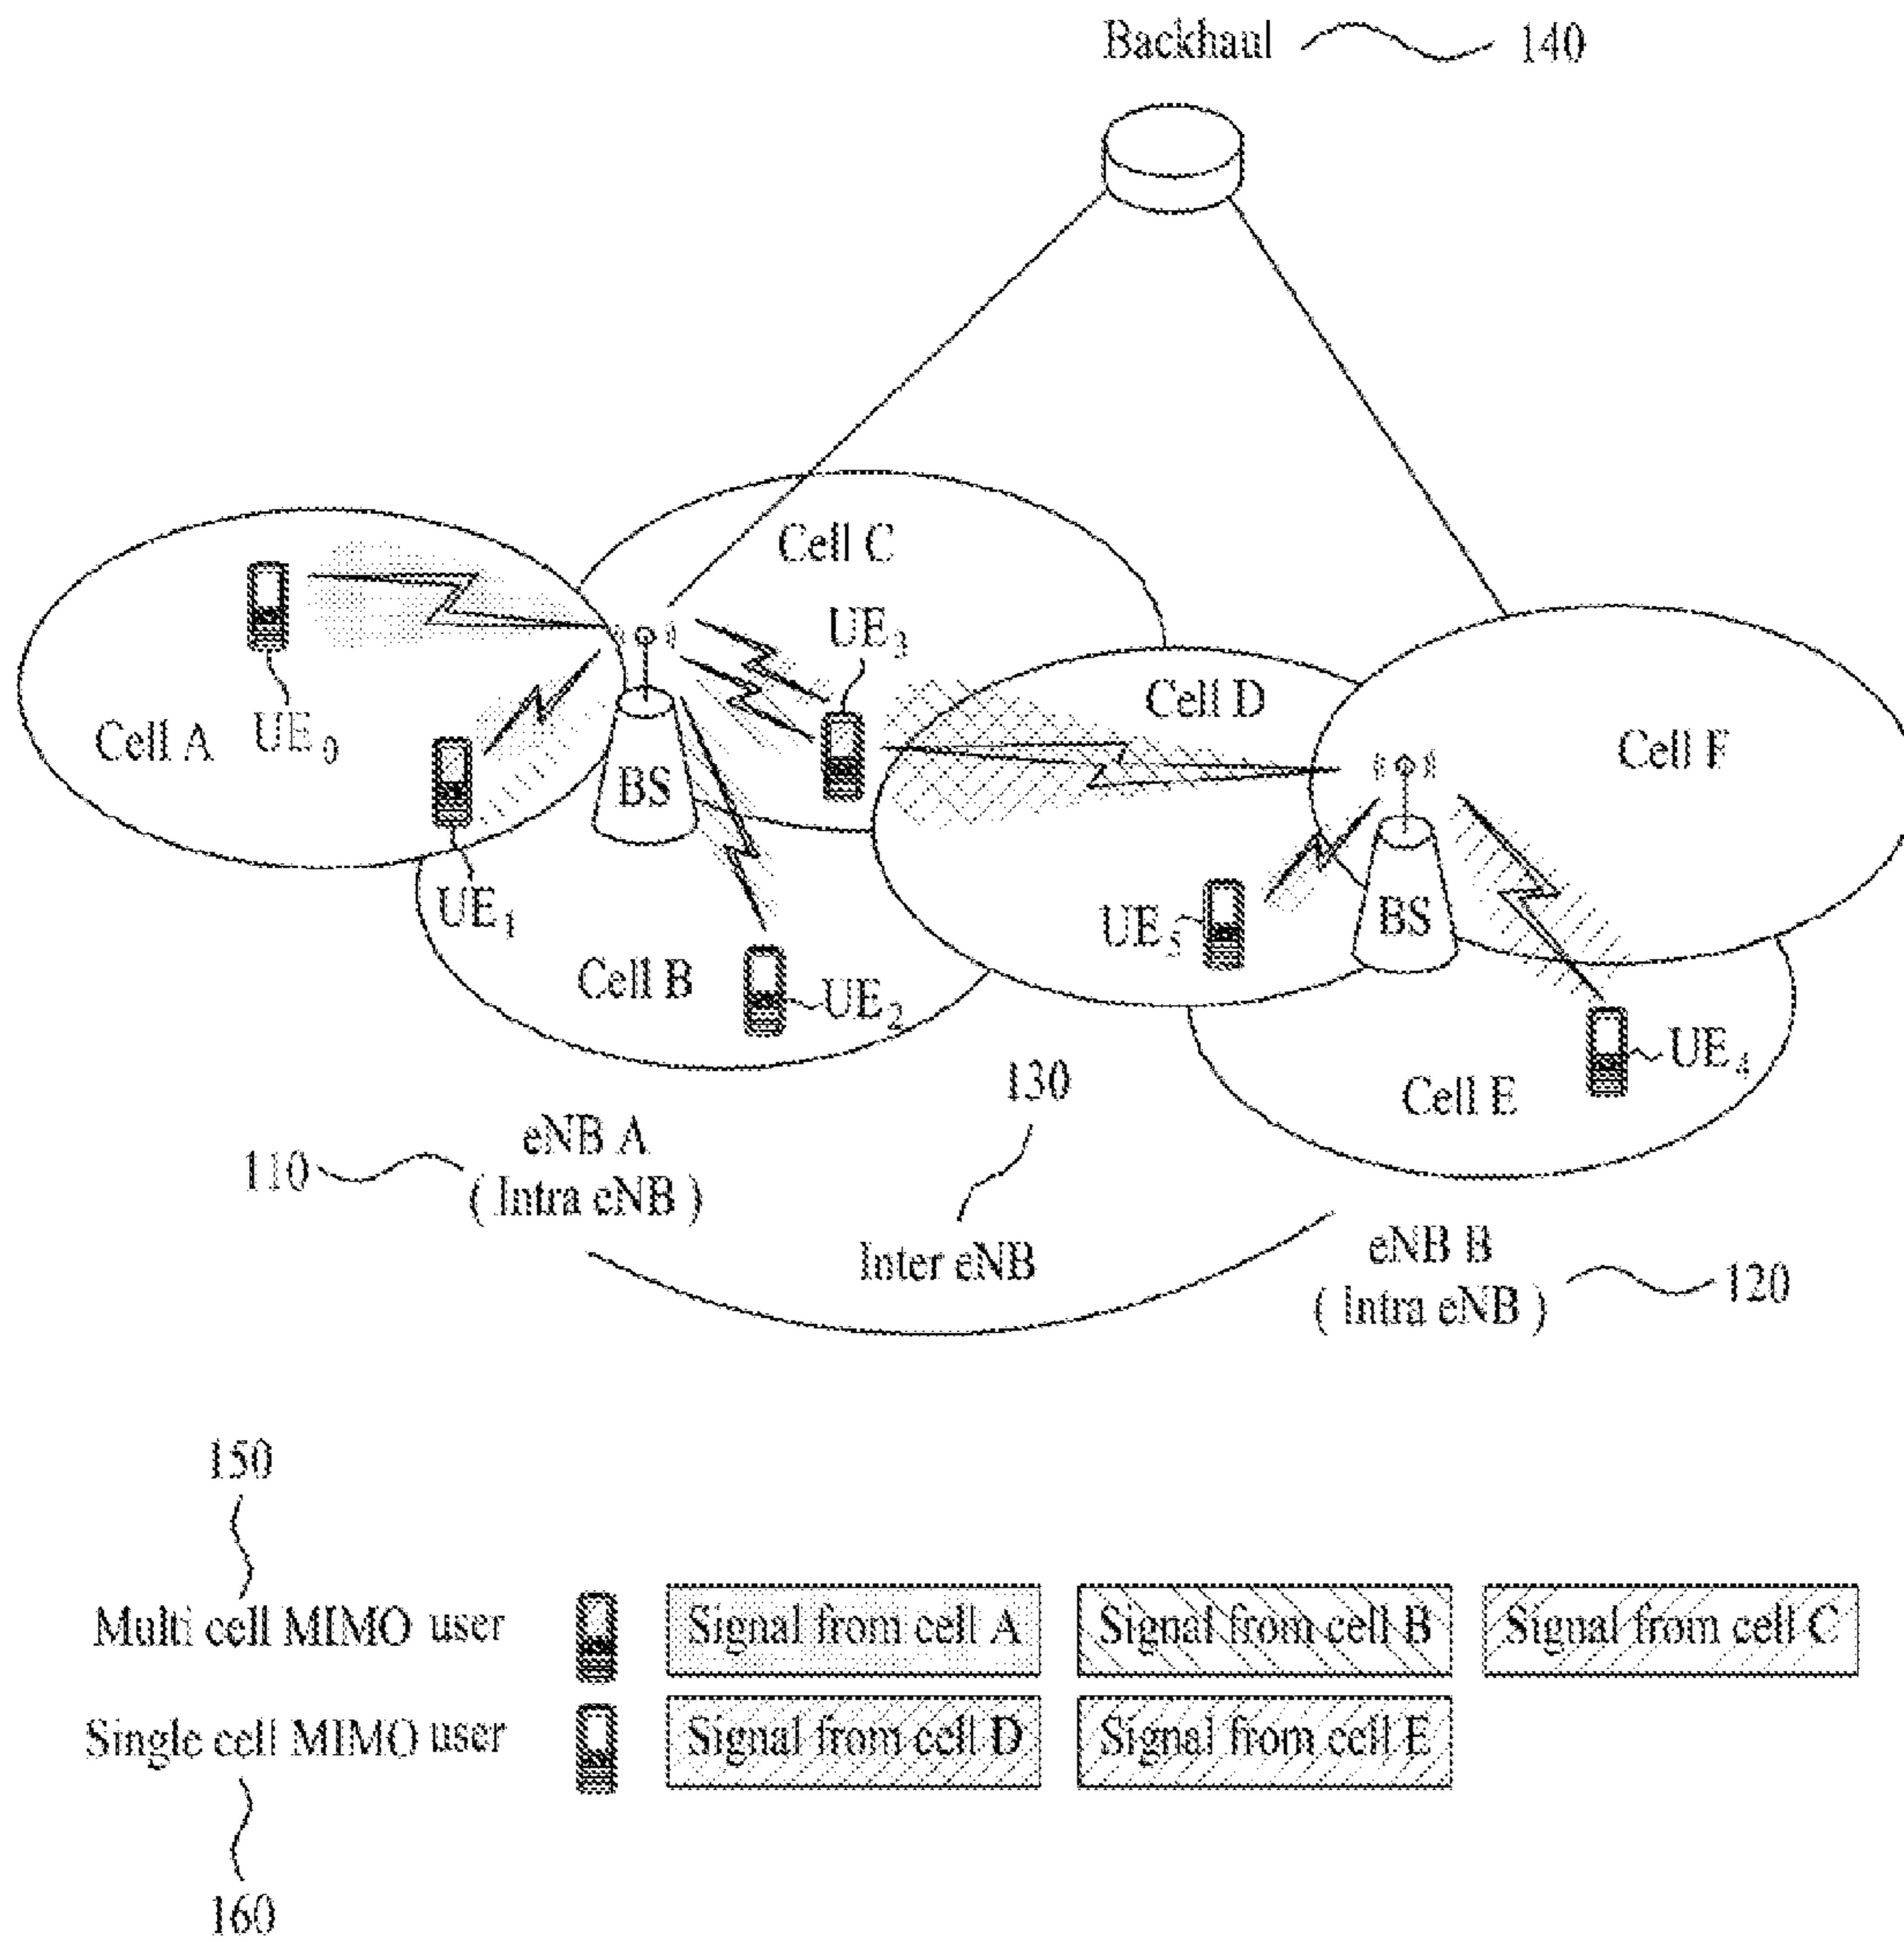 Backhaul 140
Cell C
UE3
Cell A
UE0
Cell D
Cell F
BS
UE1
UE5
BS
Cell B
UE2
UE4
Cell E
130
eNB A
110
( Intra eNB )
Inter eNB
eNB B
( Intra eNB )
120
150
Multi cell MIMO user
Signal from cell A
Signal from cell B
Signal from cell C
Single cell MIMO user
Signal from cell D
Signal from cell E
160